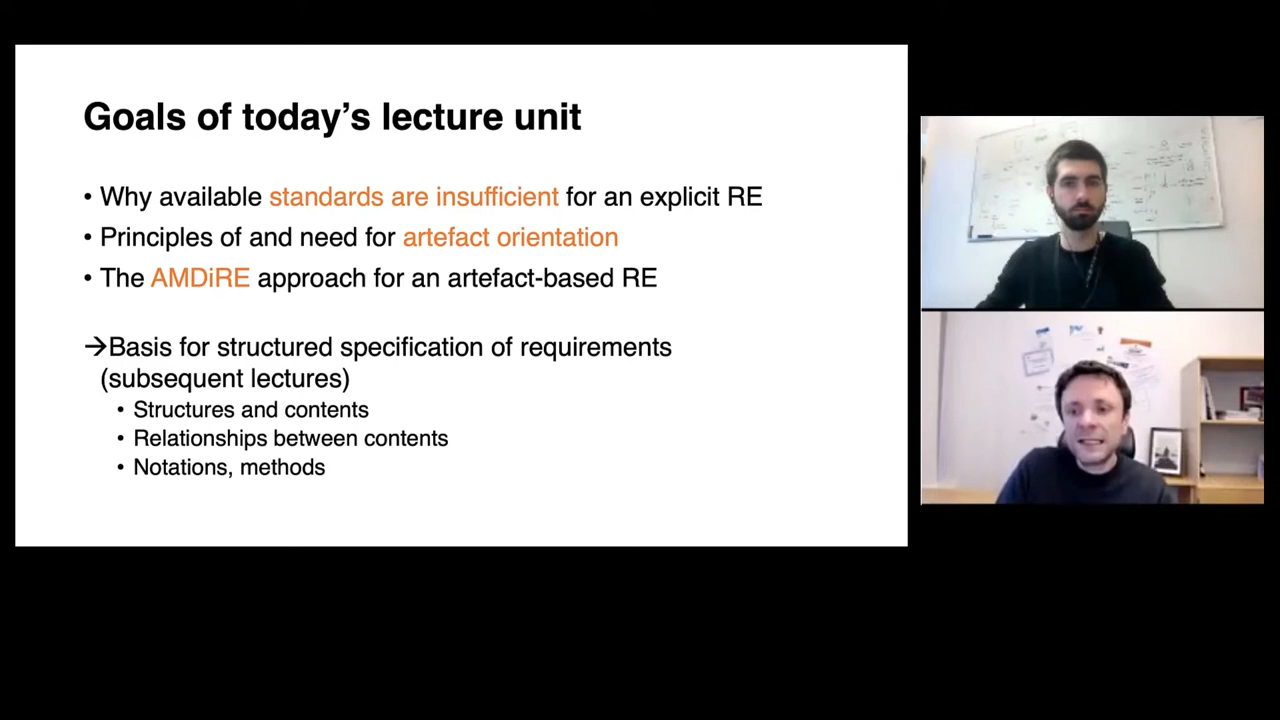 Goals of today’s lecture unit
• Why available standards are insufficient for an explicit RE
• Principles of and need for artefact orientation
• The AMDiRE approach for an artefact-based RE
→Basis for structured specification of requirements
(subsequent lectures)
• Structures and contents
• Relationships between contents
• Notations, methods